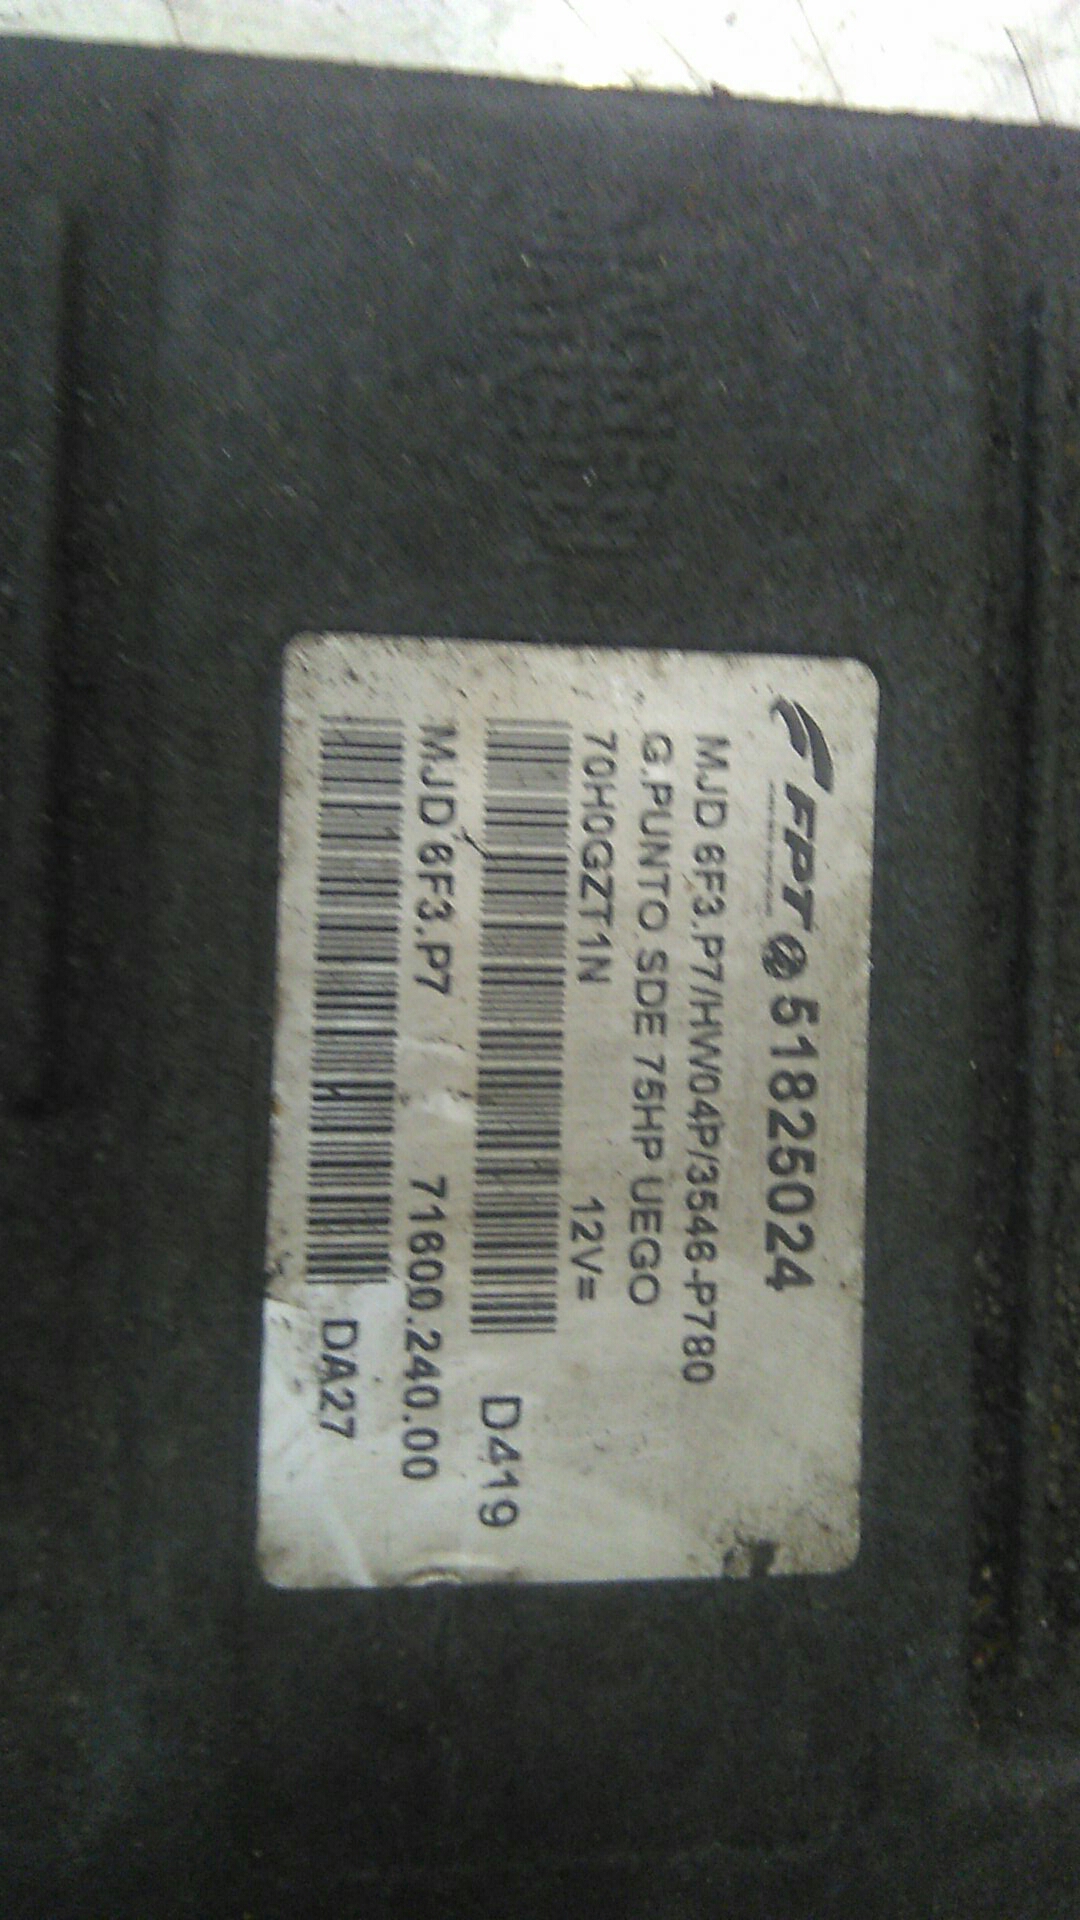 FPT 51825024
MJD 6F3.P7/HW04P/3546-P780
G.PUNTO SDE 75HP UEGO
70H0GZT1N 12V=
D419
MJD 6F3.P7 71600.240.00
DA27